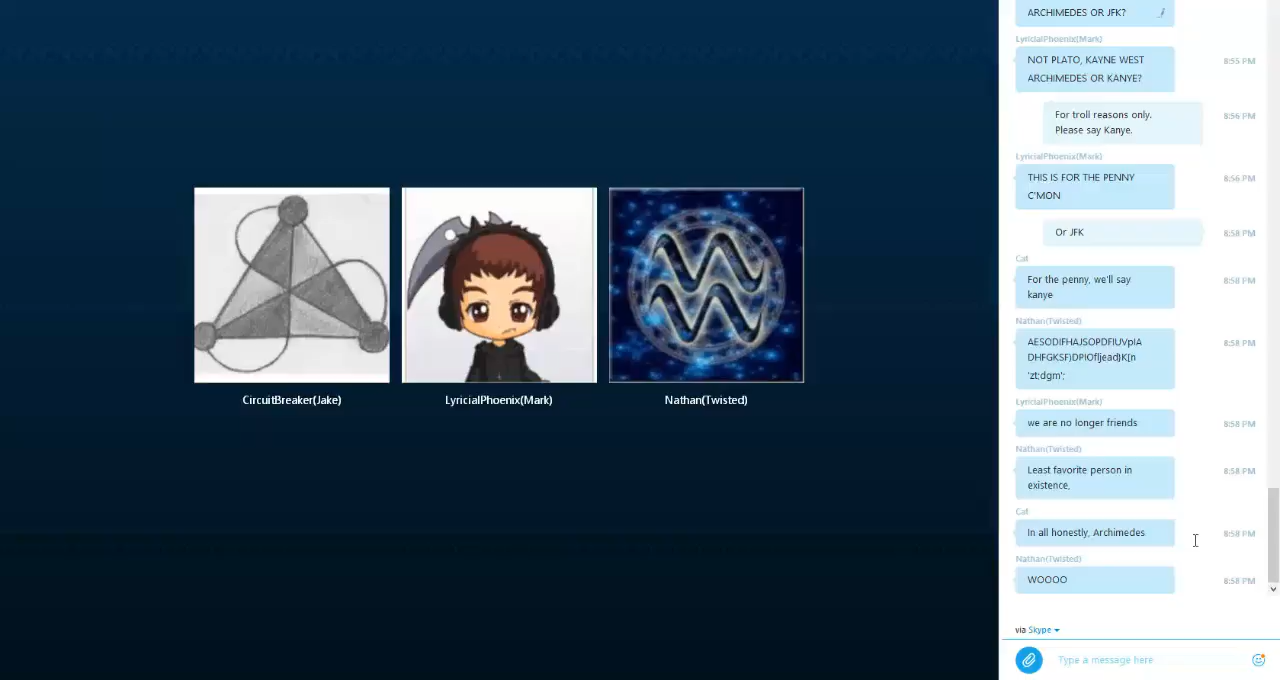 CircuitBreaker(Jake)
LyricialPhoenix(Mark)
Nathan(Twisted)
ARCHIMEDES OR JFK?
LyricialPhoenix(Mark)
NOT PLATO, KAYNE WEST
8:55 PM
ARCHIMEDES OR KANYE?
For troll reasons only.
8:56 PM
Please say Kanye.
LyricialPhoenix(Mark)
THIS IS FOR THE PENNY
8:56 PM
C'MON
Or JFK
8:58 PM
Cat
For the penny, we'll say
8:58 PM
kanye
Nathan(Twisted)
8:58 PM
LyricialPhoenix(Mark)
we are no longer friends
8:58 PM
Nathan(Twisted)
Least favorite person in
8:58 PM
existence,
Cat
In all honestly, Archimedes
8:58 PM
Nathan(Twisted)
WOOOO
8:58 PM
via Skype
Type a message here